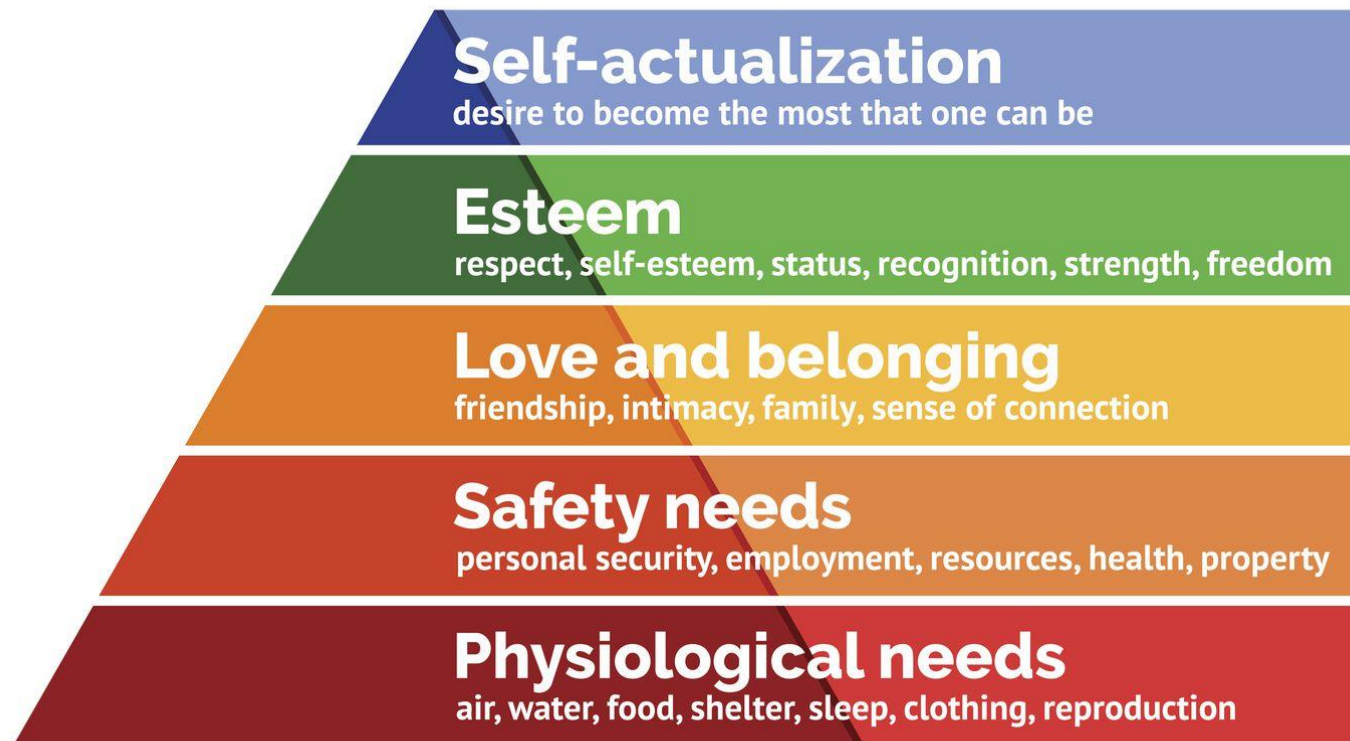 Self-actualization
desire to become the most that one can be
Esteem
respect, self-esteem, status, recognition, strength, freedom
Love and belonging
friendship, intimacy, family, sense of connection
Safety needs
personal security, employment, resources, health, property
Physiological needs
air, water, food, shelter, sleep, clothing, reproduction